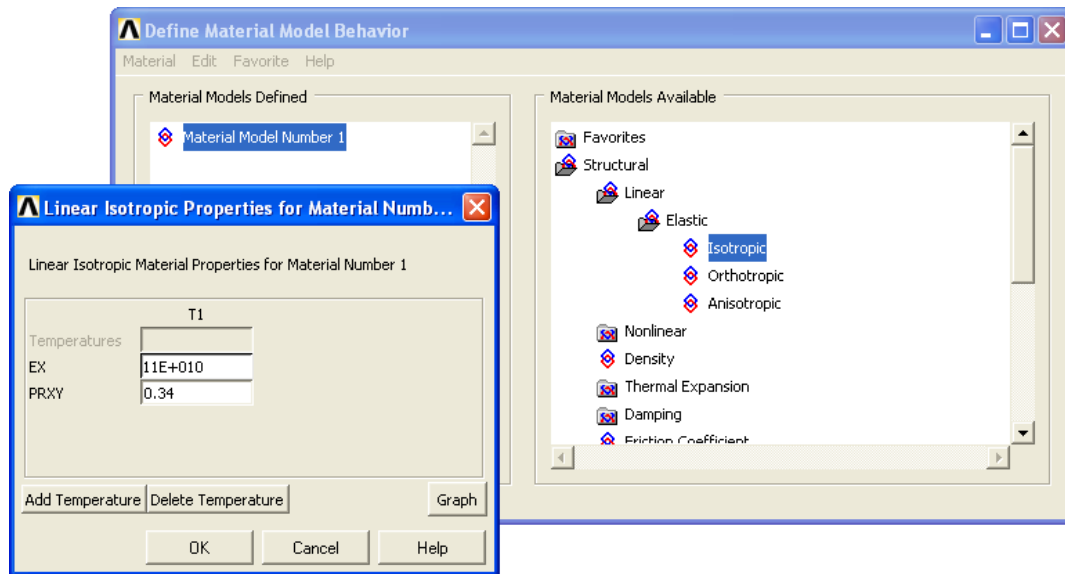 Define Material Model Behavior
Material Edit Favorite Help
Material Models Defined
Material Model Number 1
Material Models Available
Favorites
Structural
Linear
Elastic
Isotropic
Orthotropic
Anisotropic
Nonlinear
Density
Thermal Expansion
Damping
Friction Coefficient
Linear Isotropic Properties for Material Numb...
Linear Isotropic Material Properties for Material Number 1
T1
Temperatures
EX 11E+010
PRXY 0.34
Add Temperature Delete Temperature Graph
OK Cancel Help